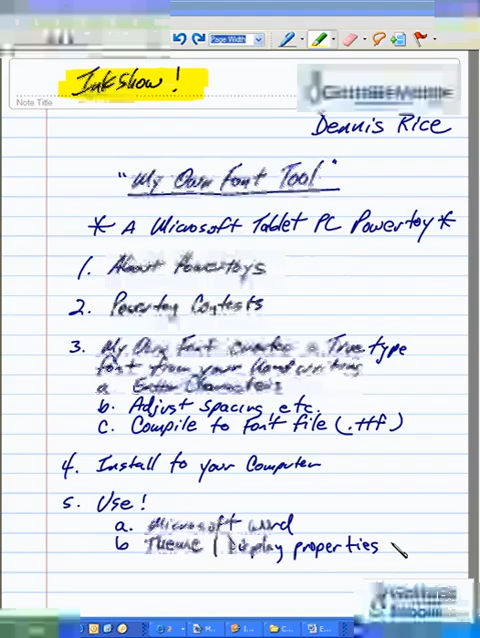 Page Width
InkShow!
Note Title
Dennis Rice
"My Own Font Tool"
* A Microsoft Tablet PC Powertoy *
1. About Powertoys
2. Powertoy Contests
3. My Own Font creates a True type
font from your Handwriting
a Enter Characters
b. Adjust spacing, etc.
c. Compile to Font file (.ttf)
4. Install to your Computer
5. Use!
a. Microsoft Word
b Theme / Display properties